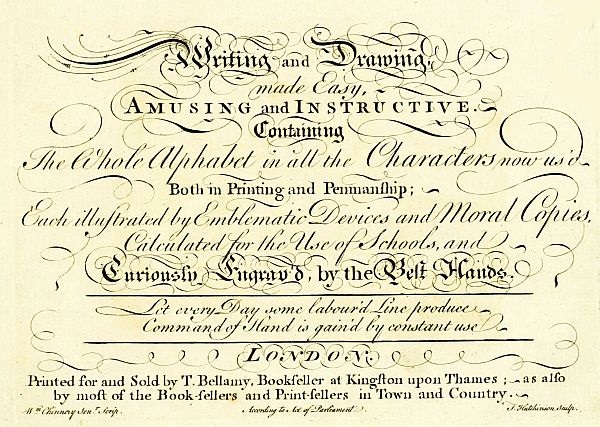 Writing and Drawing,
made Easy,
AMUSING and INSTRUCTIVE.
Containing
The Whole Alphabet in all the Characters now us'd
Both in Printing and Penmanship;
Each illustrated by Emblematic Devices and Moral Copies.
Calculated for the Use of Schools, and
Curiously Engrav'd, by the Best Hands.
Let every Day some labour'd Line produce
Command of Hand is gain'd by constant use
LONDON:
Printed for and Sold by T. Bellamy, Bookseller at Kingston upon Thames; as also
by most of the Book-sellers and Print-sellers in Town and Country.
Wm. Chinnery Senr. Scrip. According to Act of Parliament J. Hutchinson Sculp.